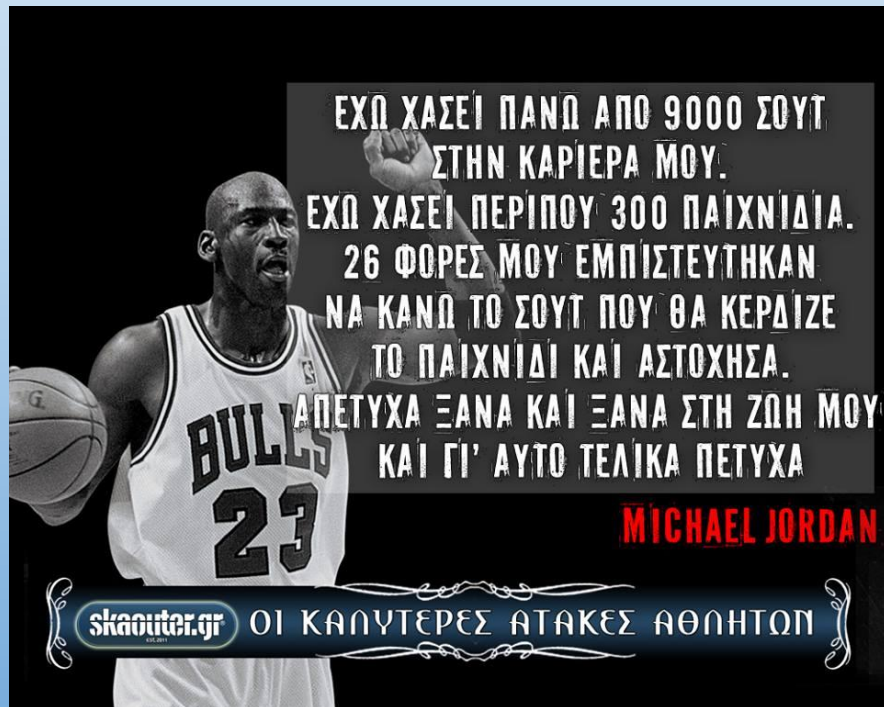 ΕΧΩ ΧΑΣΕΙ ΠΑΝΩ ΑΠΟ 9000 ΣΟΥΤ
ΣΤΗΝ ΚΑΡΙΕΡΑ ΜΟΥ.
ΕΧΩ ΧΑΣΕΙ ΠΕΡΙΠΟΥ 300 ΠΑΙΧΝΙΔΙΑ.
26 ΦΟΡΕΣ ΜΟΥ ΕΜΠΙΣΤΕΥΤΗΚΑΝ
ΝΑ ΚΑΝΩ ΤΟ ΣΟΥΤ ΠΟΥ ΘΑ ΚΕΡΔΙΖΕ
ΤΟ ΠΑΙΧΝΙΔΙ ΚΑΙ ΑΣΤΟΧΗΣΑ.
ΑΠΕΤΥΧΑ ΞΑΝΑ ΚΑΙ ΞΑΝΑ ΣΤΗ ΖΩΗ ΜΟΥ
ΚΑΙ ΓΙ' ΑΥΤΟ ΤΕΛΙΚΑ ΠΕΤΥΧΑ
MICHAEL JORDAN
BULLS
23
skaouter.gr
EST. 2011
ΟΙ ΚΑΛΥΤΕΡΕΣ ΑΤΑΚΕΣ ΑΘΛΗΤΩΝ